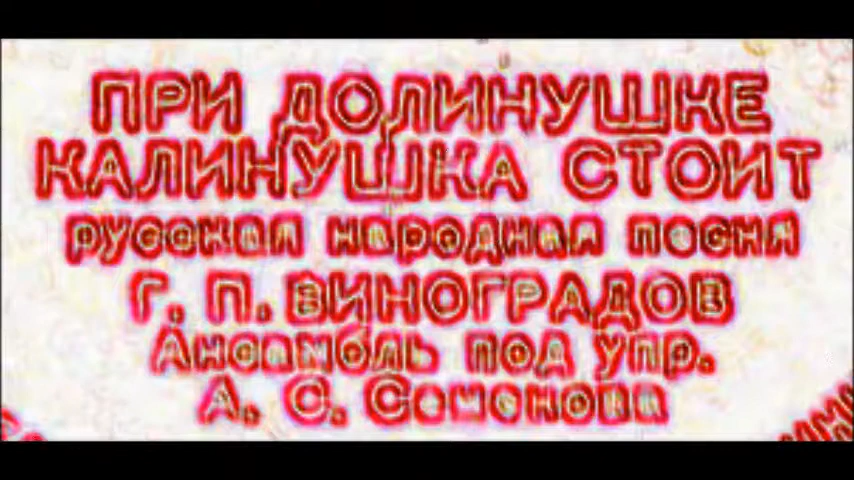 ПРИ ДОЛИНУШКЕ
КАЛИНУШКА СТОИТ
русская народная песня
Г. П. ВИНОГРАДОВ
Ансамбль под упр.
А. С. Семенова